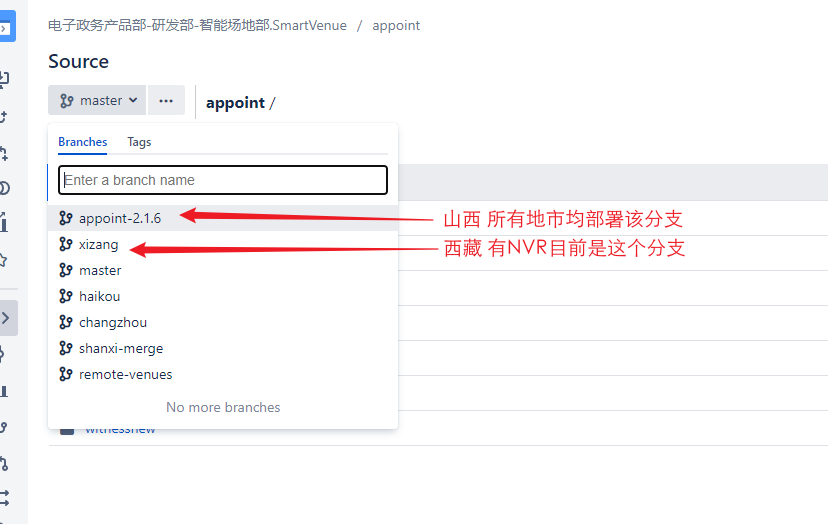 电子政务产品部-研发部-智能场地部.SmartVenue / appoint
Source
master
appoint /
Branches Tags
Enter a branch name
appoint-2.1.6
山西 所有地市均部署该分支
xizang
西藏 有NVR目前是这个分支
master
haikou
changzhou
shanxi-merge
remote-venues
No more branches
witnessnew